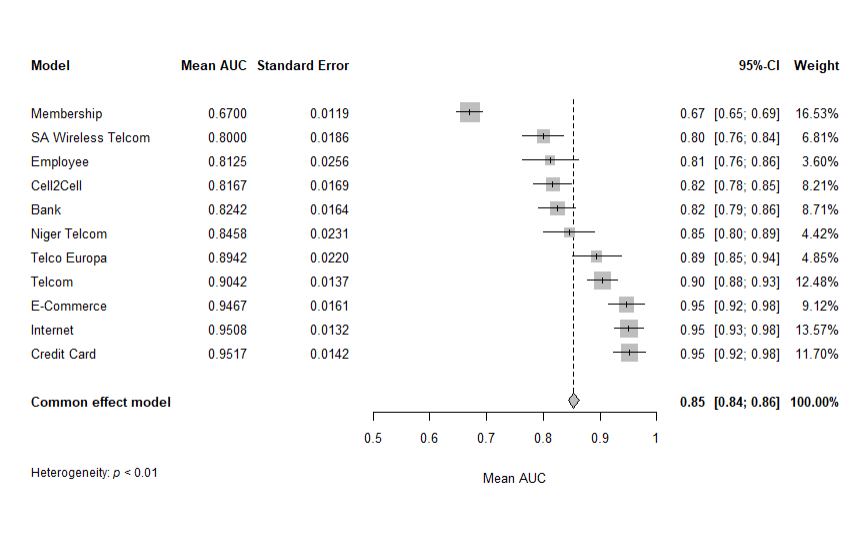 Model Mean AUC Standard Error 95%-CI Weight
Membership 0.6700 0.0119 0.67 [0.65; 0.69] 16.53%
SA Wireless Telcom 0.8000 0.0186 0.80 [0.76; 0.84] 6.81%
Employee 0.8125 0.0256 0.81 [0.76; 0.86] 3.60%
Cell2Cell 0.8167 0.0169 0.82 [0.78; 0.85] 8.21%
Bank 0.8242 0.0164 0.82 [0.79; 0.86] 8.71%
Niger Telcom 0.8458 0.0231 0.85 [0.80; 0.89] 4.42%
Telco Europa 0.8942 0.0220 0.89 [0.85; 0.94] 4.85%
Telcom 0.9042 0.0137 0.90 [0.88; 0.93] 12.48%
E-Commerce 0.9467 0.0161 0.95 [0.92; 0.98] 9.12%
Internet 0.9508 0.0132 0.95 [0.93; 0.98] 13.57%
Credit Card 0.9517 0.0142 0.95 [0.92; 0.98] 11.70%
Common effect model 0.85 [0.84; 0.86] 100.00%
0.5 0.6 0.7 0.8 0.9 1
Heterogeneity: p < 0.01
Mean AUC